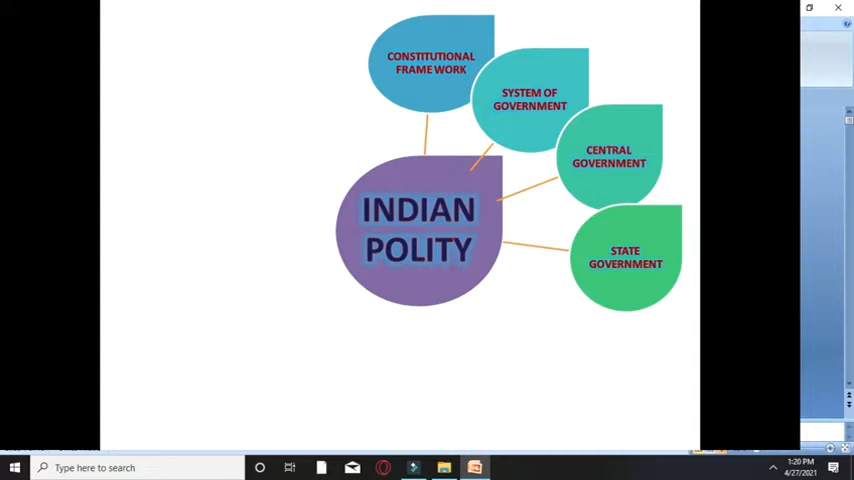 CONSTITUTIONAL
FRAME WORK
SYSTEM OF
GOVERNMENT
CENTRAL
GOVERNMENT
INDIAN
POLITY
STATE
GOVERNMENT
Type here to search
1:20 PM
4/27/2021